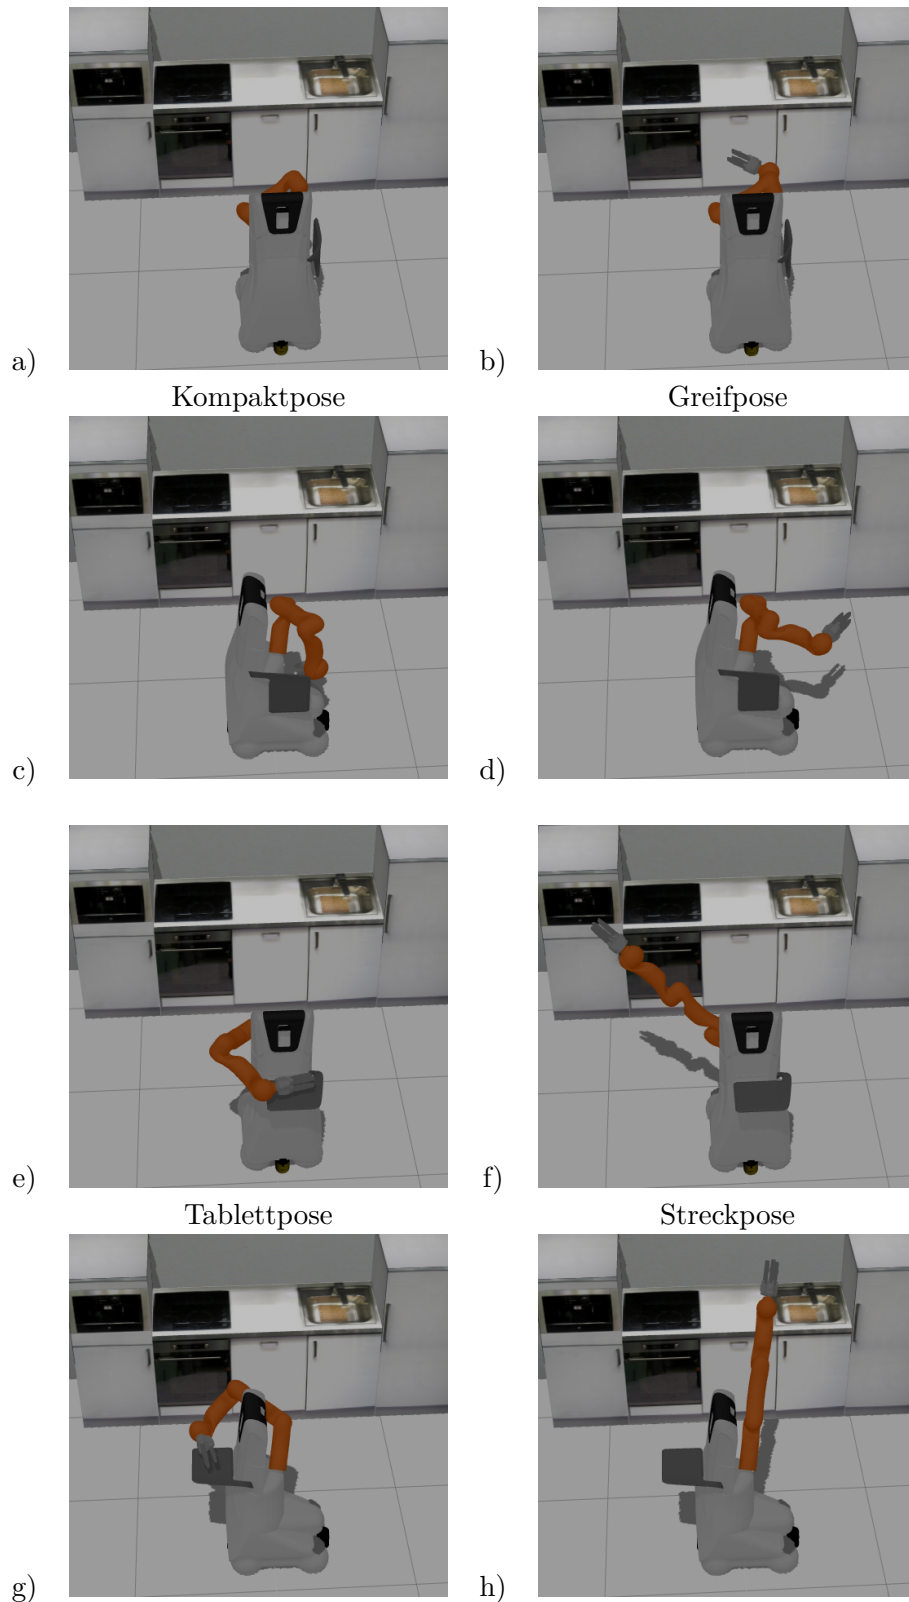 a)
b)
Kompaktpose
Greifpose
c)
d)
e)
f)
Tablettpose
Streckpose
g)
h)